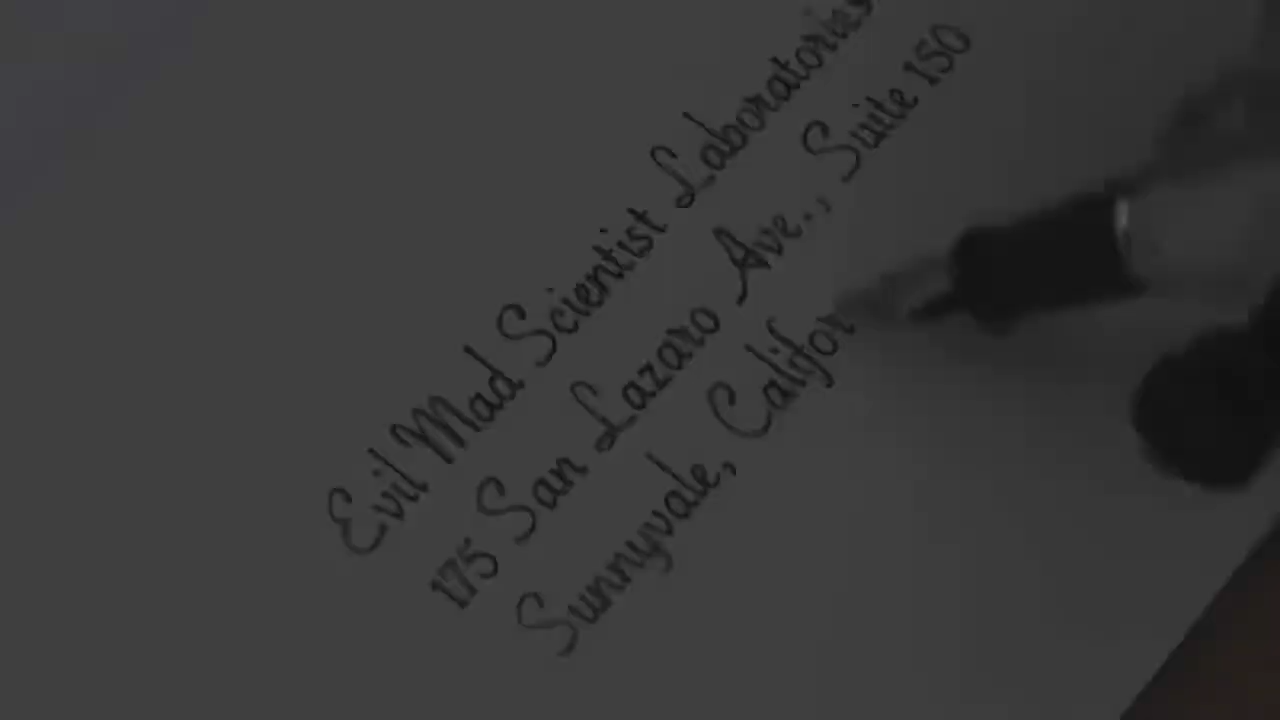 Evil Mad Scientist Laboratories
175 San Lazaro Ave., Suite 150
Sunnyvale, Califor